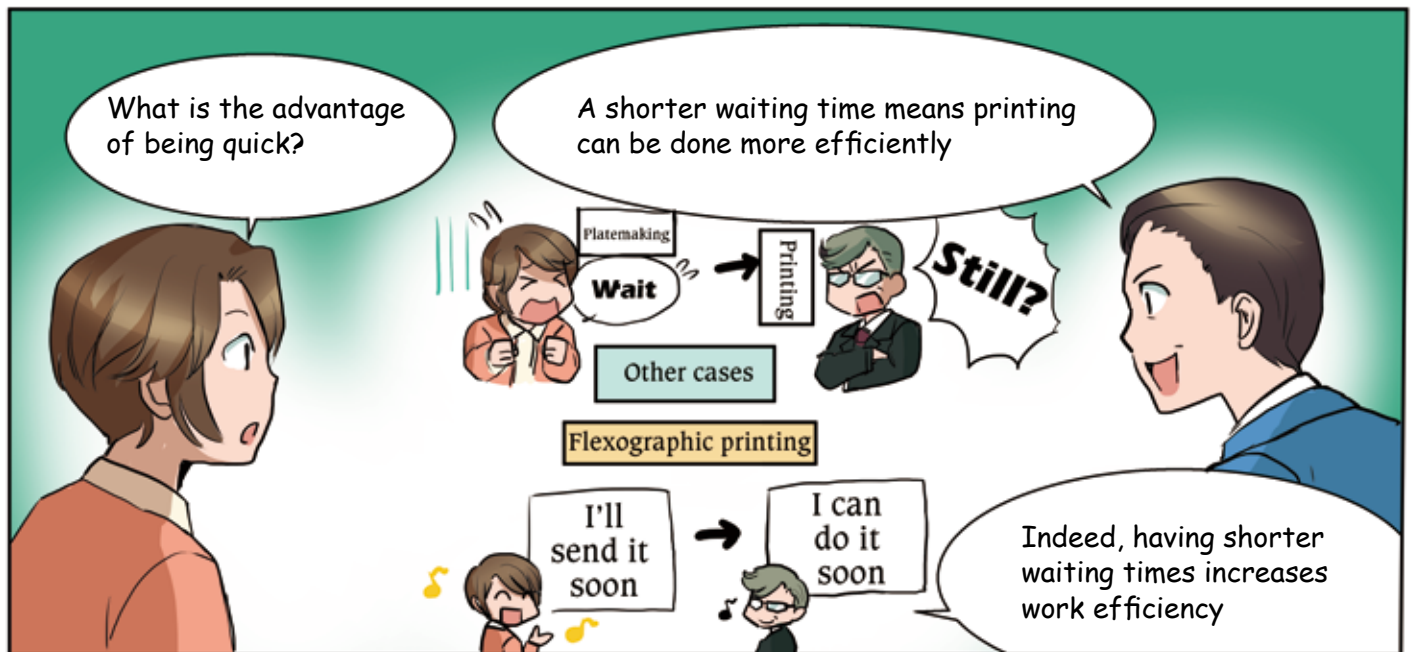 What is the advantage
of being quick?
A shorter waiting time means printing
can be done more efficiently
Platemaking
Wait
Printing
Still?
Other cases
Flexographic printing
I'll
send it
soon
I can
do it
soon
Indeed, having shorter
waiting times increases
work efficiency